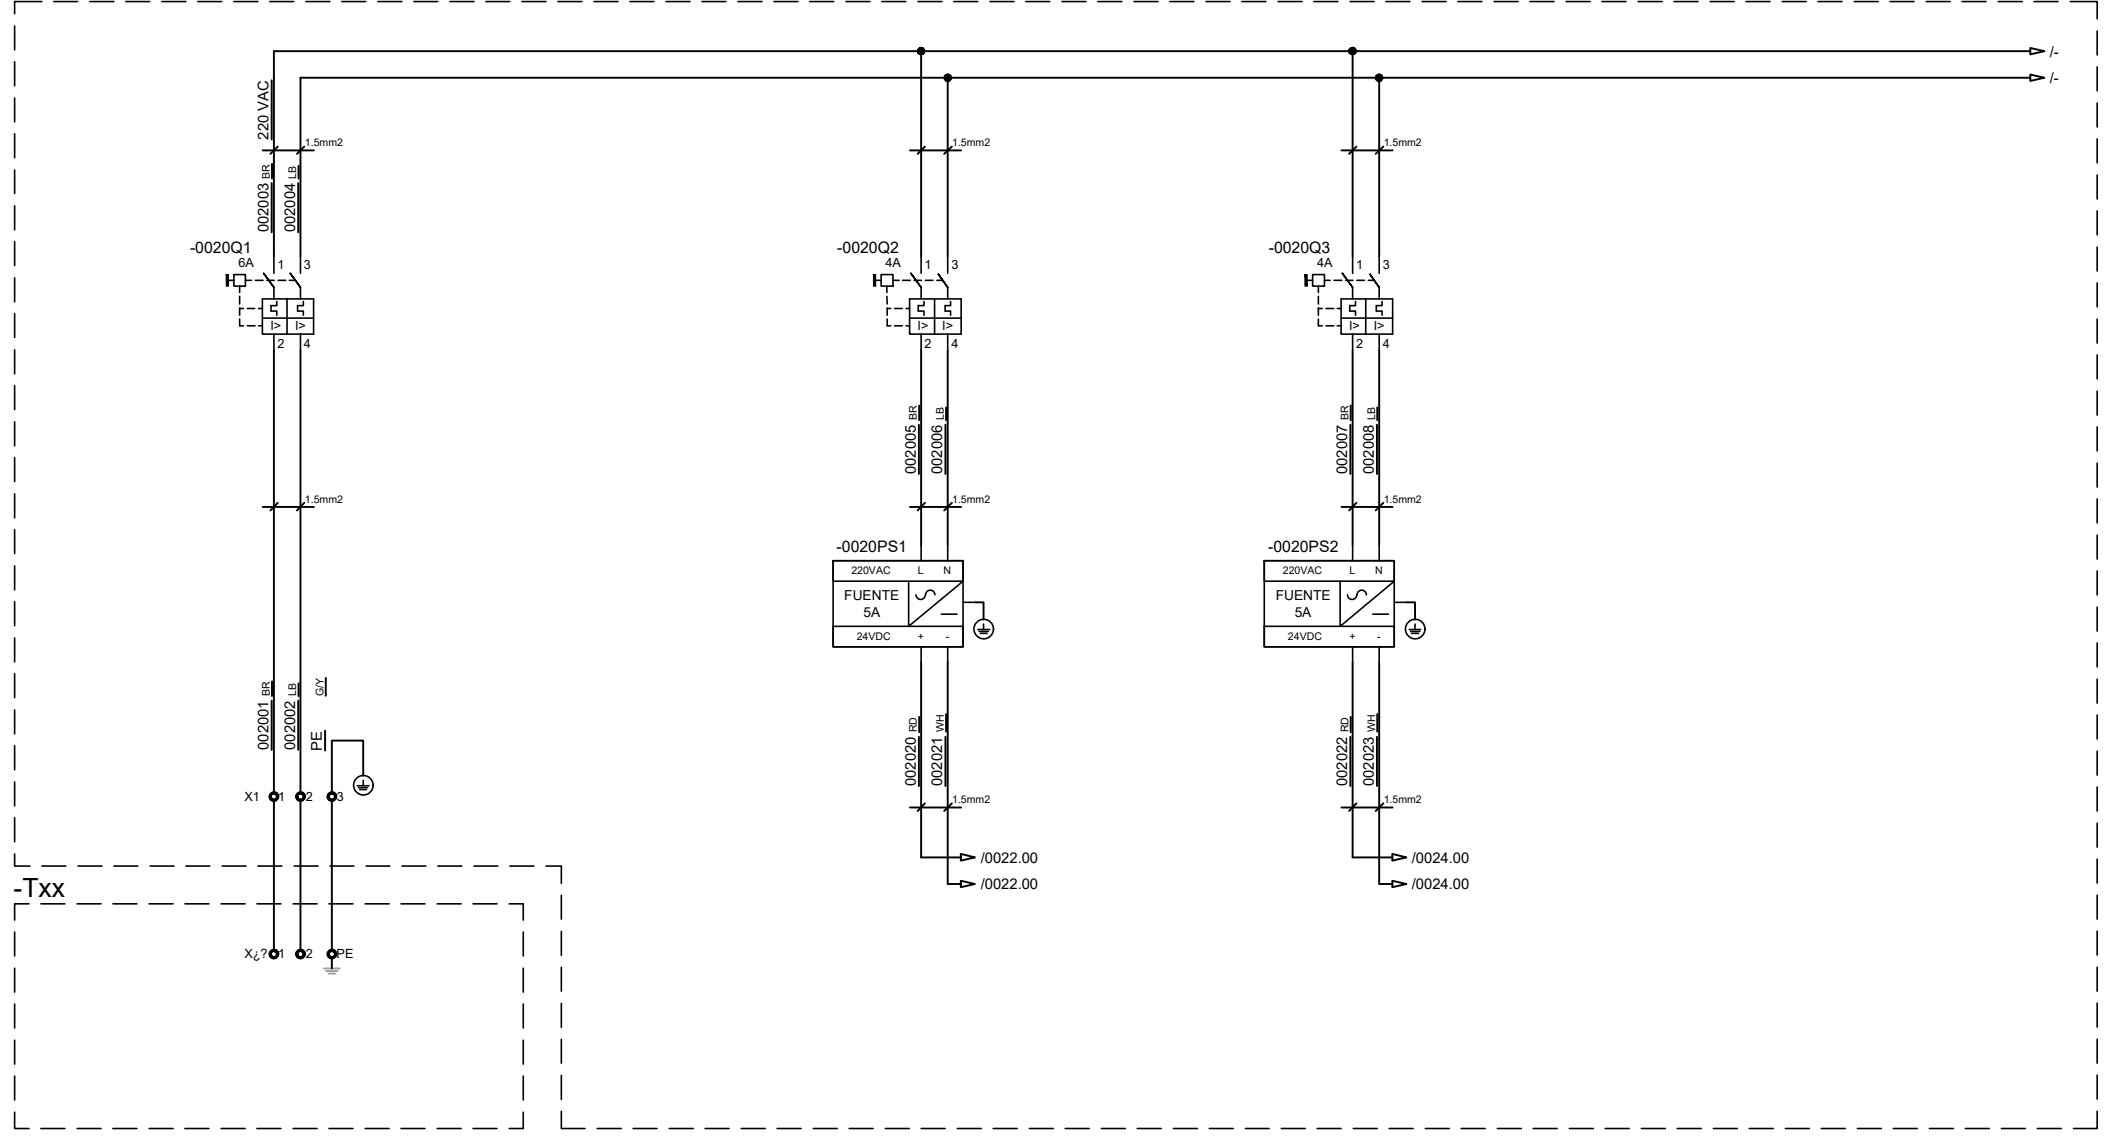 /-
/-
220 VAC
1.5mm2
1.5mm2
1.5mm2
002003 BR
002004 LB
-0020Q1
6A
1
3
I>
I>
2
4
-0020Q2
4A
1
3
I>
I>
2
4
-0020Q3
4A
1
3
I>
I>
2
4
002005 BR
002006 LB
002007 BR
002008 LB
1.5mm2
1.5mm2
1.5mm2
-0020PS1
220VAC L N
FUENTE
5A
24VDC + -
-0020PS2
220VAC L N
FUENTE
5A
24VDC + -
002001 BR
002002 LB
PE G/Y
002020 RD
002021 WH
002022 RD
002023 WH
X1 1 2 3
1.5mm2
1.5mm2
/0022.00
/0022.00
/0024.00
/0024.00
-Txx
X¿? 1 2 PE